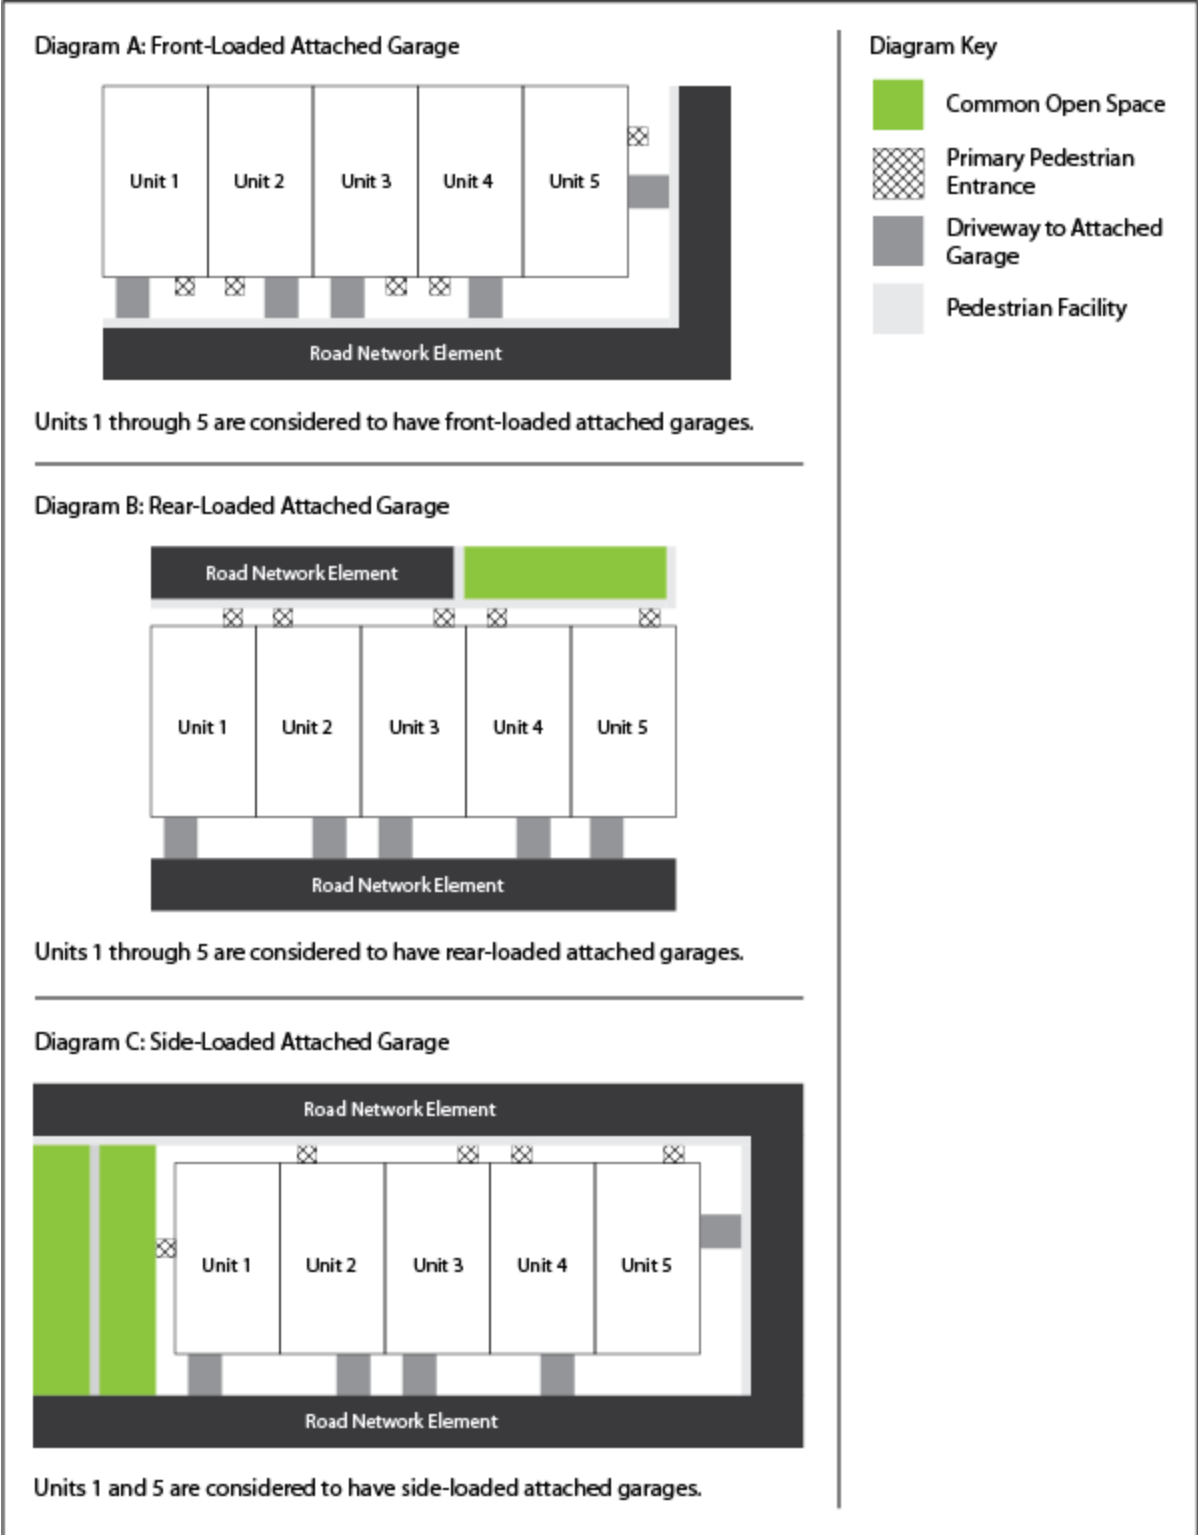 Diagram A: Front-Loaded Attached Garage
Unit 1
Unit 2
Unit 3
Unit 4
Unit 5
Road Network Element
Units 1 through 5 are considered to have front-loaded attached garages.
Diagram B: Rear-Loaded Attached Garage
Road Network Element
Unit 1
Unit 2
Unit 3
Unit 4
Unit 5
Road Network Element
Units 1 through 5 are considered to have rear-loaded attached garages.
Diagram C: Side-Loaded Attached Garage
Road Network Element
Unit 1
Unit 2
Unit 3
Unit 4
Unit 5
Road Network Element
Units 1 and 5 are considered to have side-loaded attached garages.
Diagram Key
Common Open Space
Primary Pedestrian
Entrance
Driveway to Attached
Garage
Pedestrian Facility